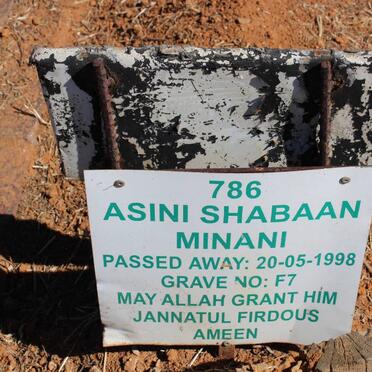 786
ASINI SHABAAN
MINANI
PASSED AWAY: 20-05-1998
GRAVE NO: F7
MAY ALLAH GRANT HIM
JANNATUL FIRDOUS
AMEEN